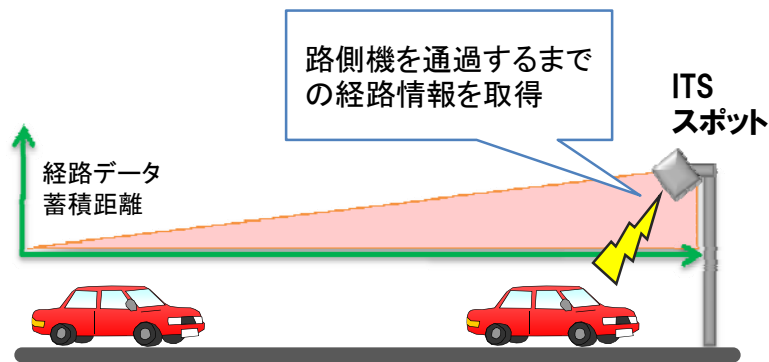 路側機を通過するまで
の経路情報を取得
ITS
スポット
経路データ
蓄積距離